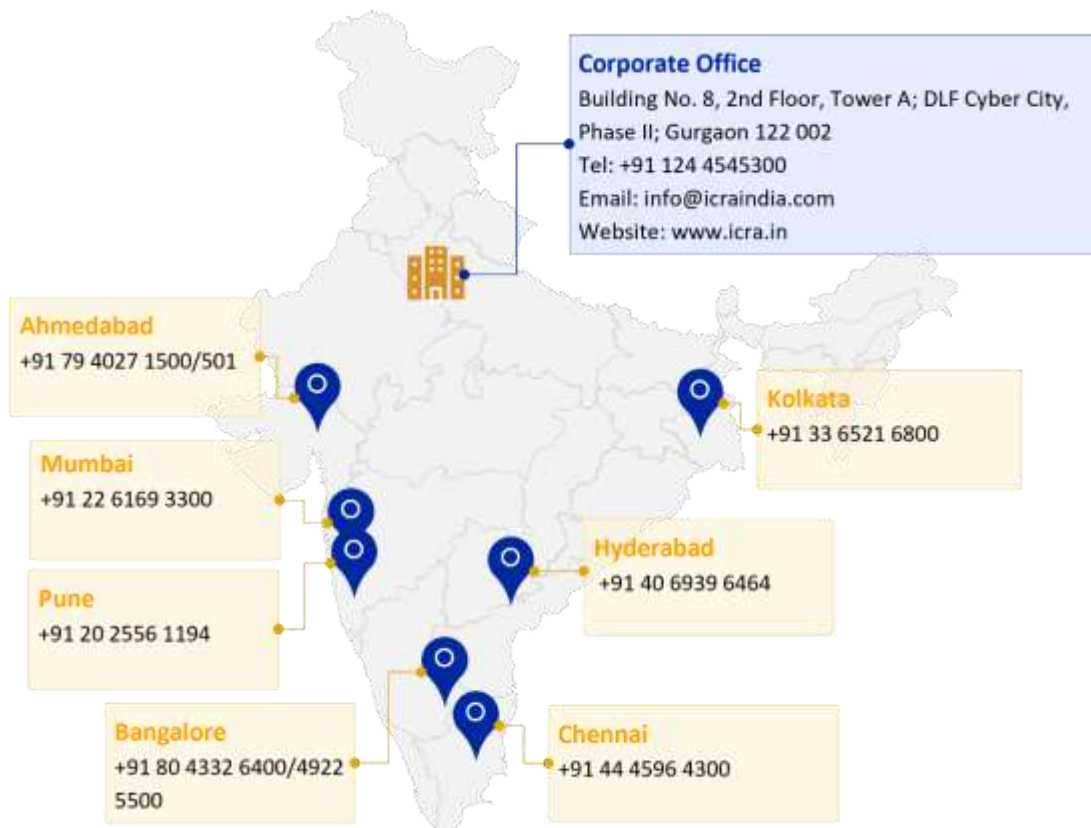 Corporate Office
Building No. 8, 2nd Floor, Tower A; DLF Cyber City,
Phase II; Gurgaon 122 002
Tel: +91 124 4545300
Email: info@icraindia.com
Website: www.icra.in
Ahmedabad
+91 79 4027 1500/501
Kolkata
+91 33 6521 6800
Mumbai
+91 22 6169 3300
Hyderabad
+91 40 6939 6464
Pune
+91 20 2556 1194
Bangalore
+91 80 4332 6400/4922
5500
Chennai
+91 44 4596 4300